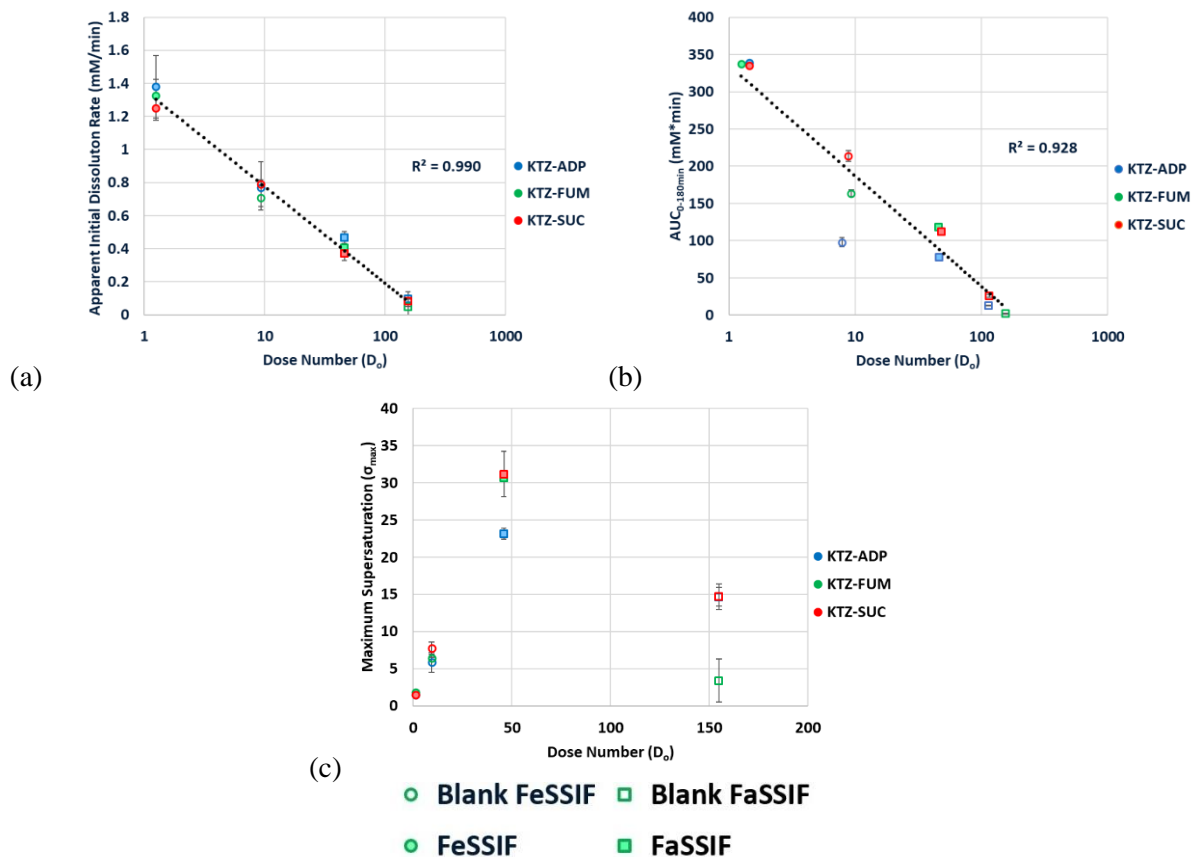 1.8
1.6
1.4
1.2
1
0.8
0.6
0.4
0.2
0
Apparent Initial Dissoluton Rate (mM/min)
1 10 100 1000
Dose Number (Dₒ)
R² = 0.990
KTZ-ADP
KTZ-FUM
KTZ-SUC
(a)
400
350
300
250
200
150
100
50
0
AUC₀₋₁₈₀ₘᵢₙ (mM*min)
1 10 100 1000
Dose Number (Dₒ)
R² = 0.928
KTZ-ADP
KTZ-FUM
KTZ-SUC
(b)
40
35
30
25
20
15
10
5
0
Maximum Supersaturation (σₘₐₓ)
0 50 100 150 200
Dose Number (Dₒ)
KTZ-ADP
KTZ-FUM
KTZ-SUC
(c)
Blank FeSSIF Blank FaSSIF
FeSSIF FaSSIF